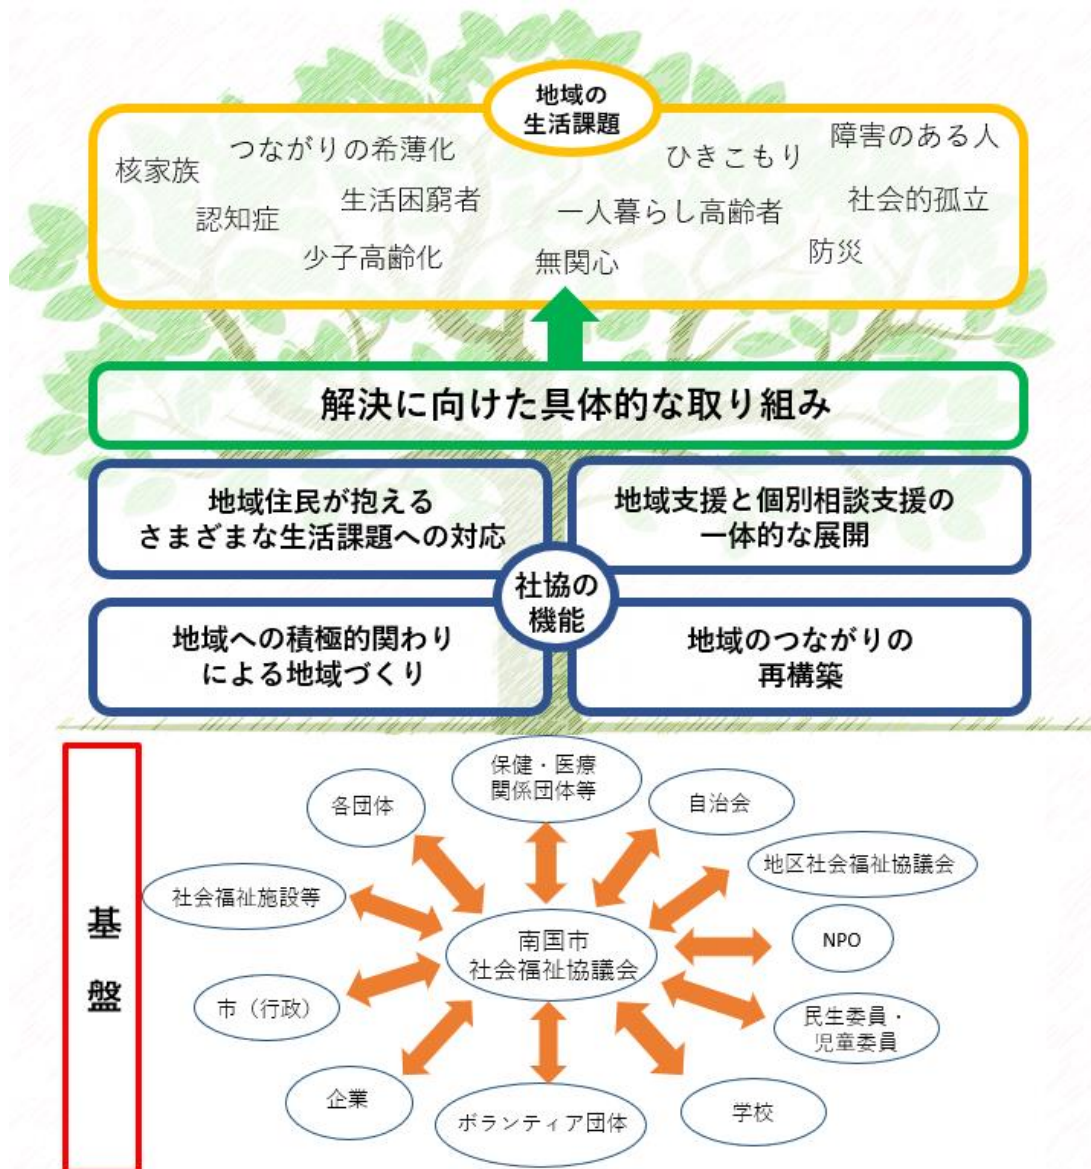 地域の
生活課題
つながりの希薄化
ひきこもり
障害のある人
核家族
生活困窮者
一人暮らし高齢者
社会的孤立
認知症
少子高齢化
無関心
防災
解決に向けた具体的な取り組み
地域住民が抱える
さまざまな生活課題への対応
地域支援と個別相談支援の
一体的な展開
社協の
機能
地域への積極的関わり
による地域づくり
地域のつながりの
再構築
基
盤
保健・医療
関係団体等
各団体
自治会
地区社会福祉協議会
社会福祉施設等
南国市
社会福祉協議会
NPO
市（行政）
民生委員・
児童委員
企業
ボランティア団体
学校